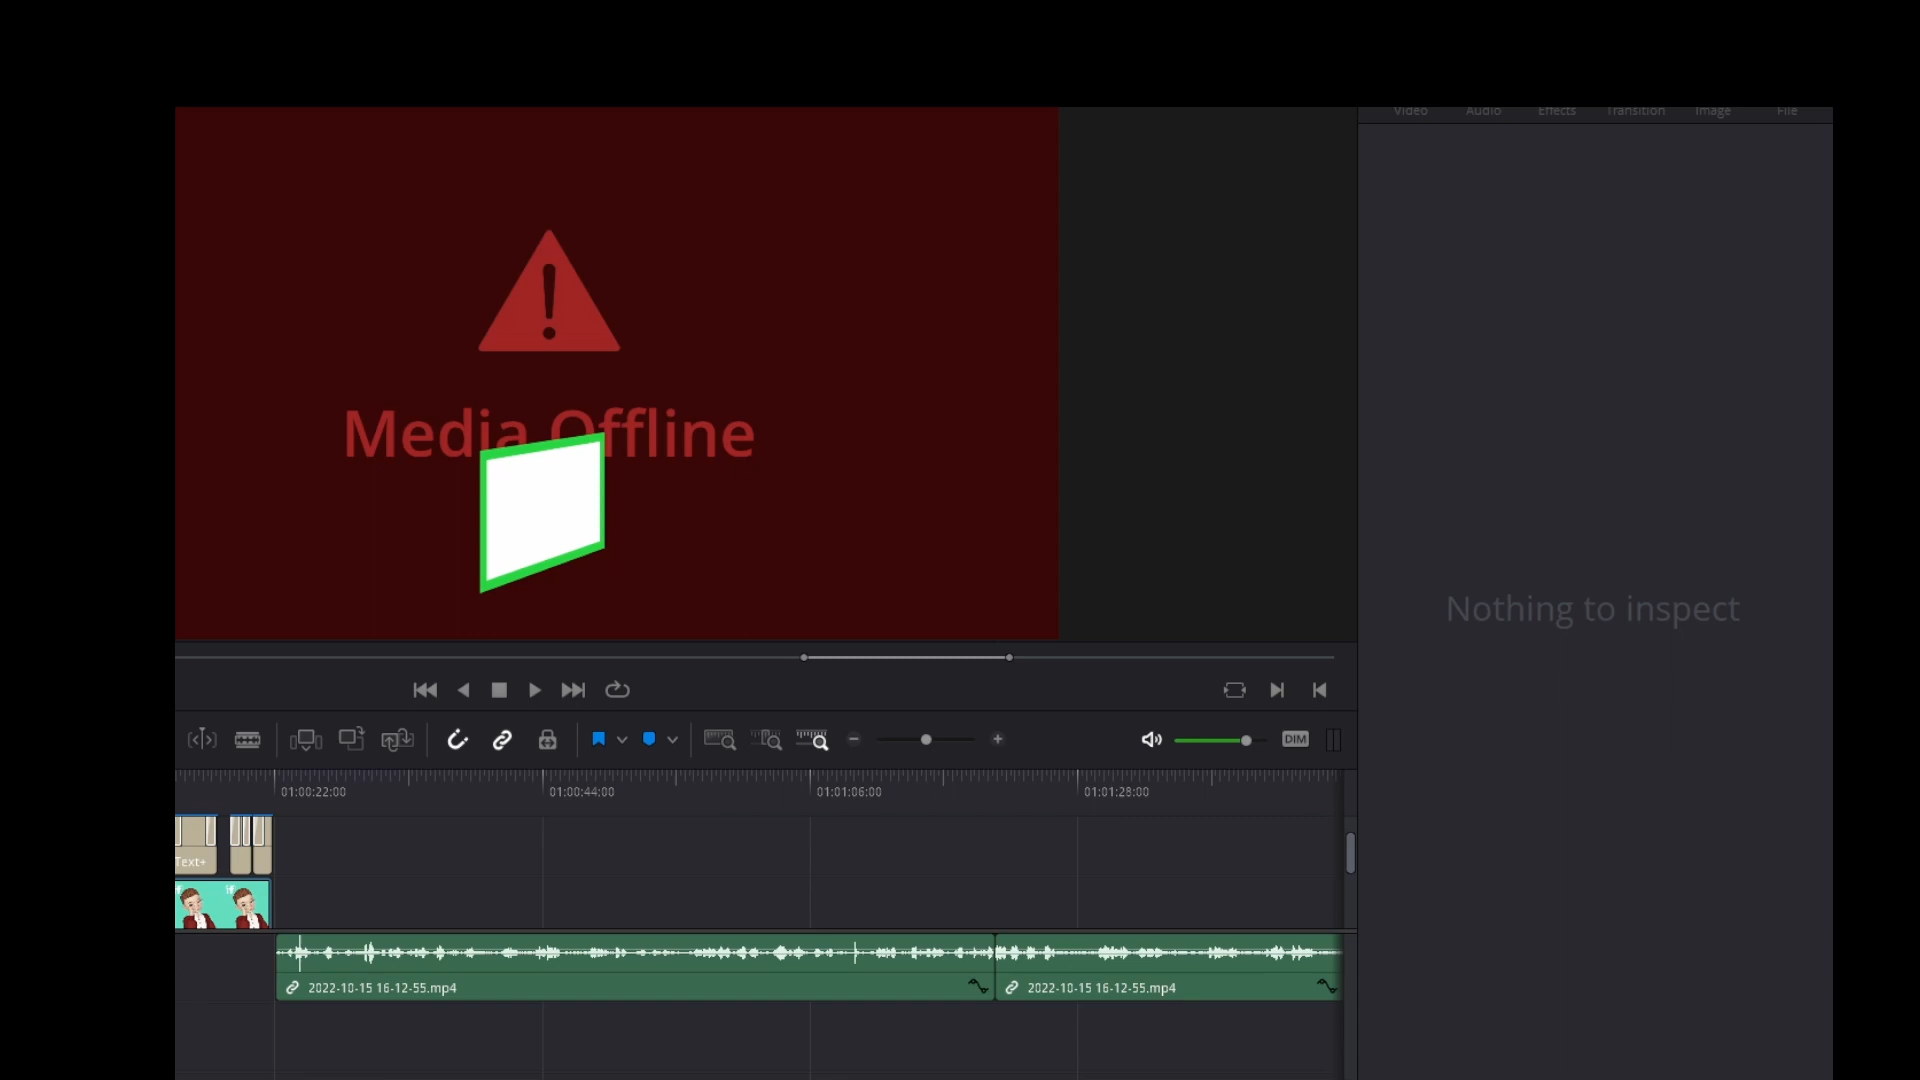 Video Audio Effects Transition Image File
Media Offline
Nothing to inspect
DIM
01:00:22:00 01:00:44:00 01:01:06:00 01:01:28:00
Text+
2022-10-15 16-12-55.mp4 2022-10-15 16-12-55.mp4